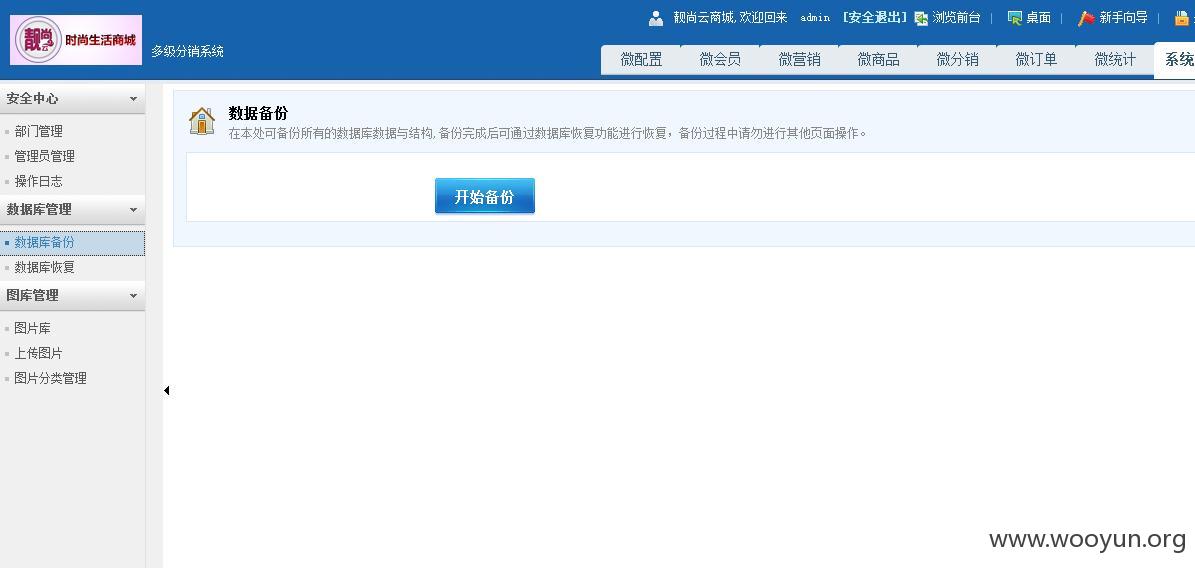 靓尚云商城,欢迎回来 admin [安全退出] 浏览前台 | 桌面 | 新手向导 |
靓尚
云
时尚生活商城
多级分销系统
微配置 微会员 微营销 微商品 微分销 微订单 微统计 系统
安全中心
部门管理
管理员管理
操作日志
数据库管理
数据库备份
数据库恢复
图库管理
图片库
上传图片
图片分类管理
数据备份
在本处可备份所有的数据库数据与结构,备份完成后可通过数据库恢复功能进行恢复，备份过程中请勿进行其他页面操作。
开始备份
www.wooyun.org